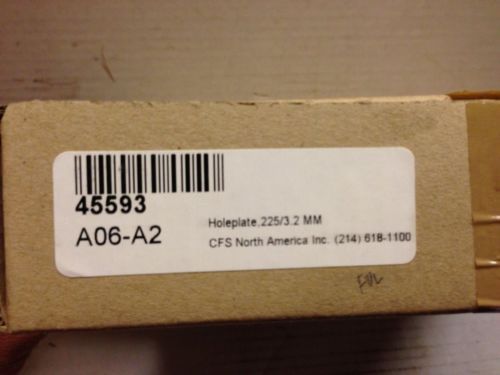 45593
A06-A2
Holeplate,225/3.2 MM
CFS North America Inc. (214) 618-1100